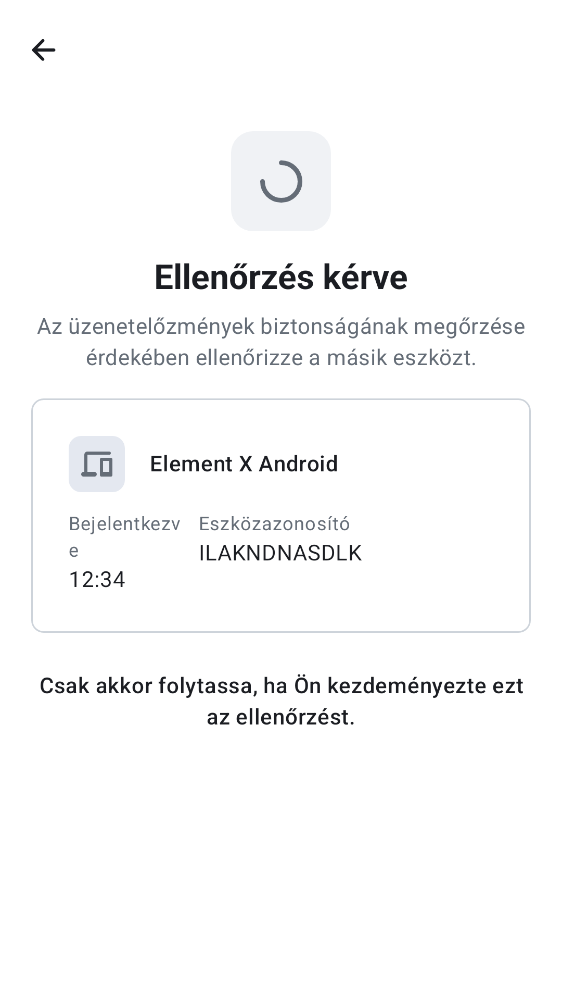 Ellenőrzés kérve
Az üzenetelőzmények biztonságának megőrzése
érdekében ellenőrizze a másik eszközt.
Element X Android
Bejelentkezv
e
12:34
Eszközazonosító
ILAKNDNASDLK
Csak akkor folytassa, ha Ön kezdeményezte ezt
az ellenőrzést.